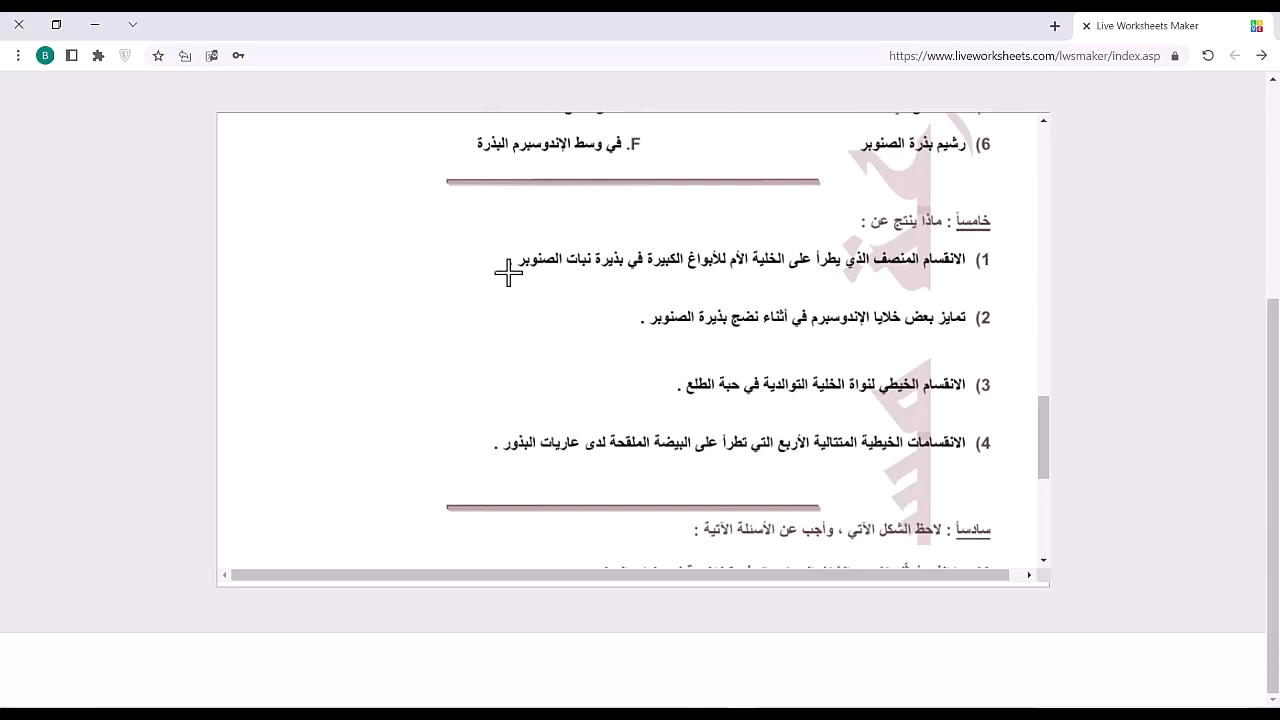 Live Worksheets Maker
B
https://www.liveworksheets.com/lwsmaker/index.asp
6) رشيم بذرة الصنوبر F. في وسط الإندوسبرم البذرة
خامساً : ماذا ينتج عن :
1) الانقسام المنصف الذي يطرأ على الخلية الأم للأبواغ الكبيرة في بذيرة نبات الصنوبر
2) تمايز بعض خلايا الإندوسبرم في أثناء نضج بذيرة الصنوبر .
3) الانقسام الخيطي لنواة الخلية التوالدية في حبة الطلع .
4) الانقسامات الخيطية المتتالية الأربع التي تطرأ على البيضة الملقحة لدى عاريات البذور .
سادساً : لاحظ الشكل الآتي ، وأجب عن الأسئلة الآتية :